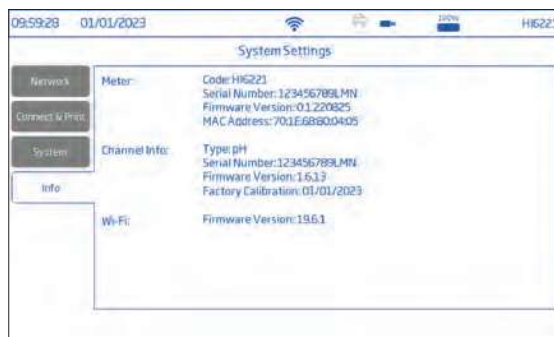 09:59:28 01/01/2023 100% HI6221
System Settings
Network
Connect & Print
System
Info
Meter: Code: HI6221
Serial Number: 123456789LMN
Firmware Version: 0.1.220825
MAC Address: 70:1E:68:80:04:05
Channel Info: Type: pH
Serial Number: 123456789LMN
Firmware Version: 1.6.13
Factory Calibration: 01/01/2023
Wi-Fi: Firmware Version: 19.6.1